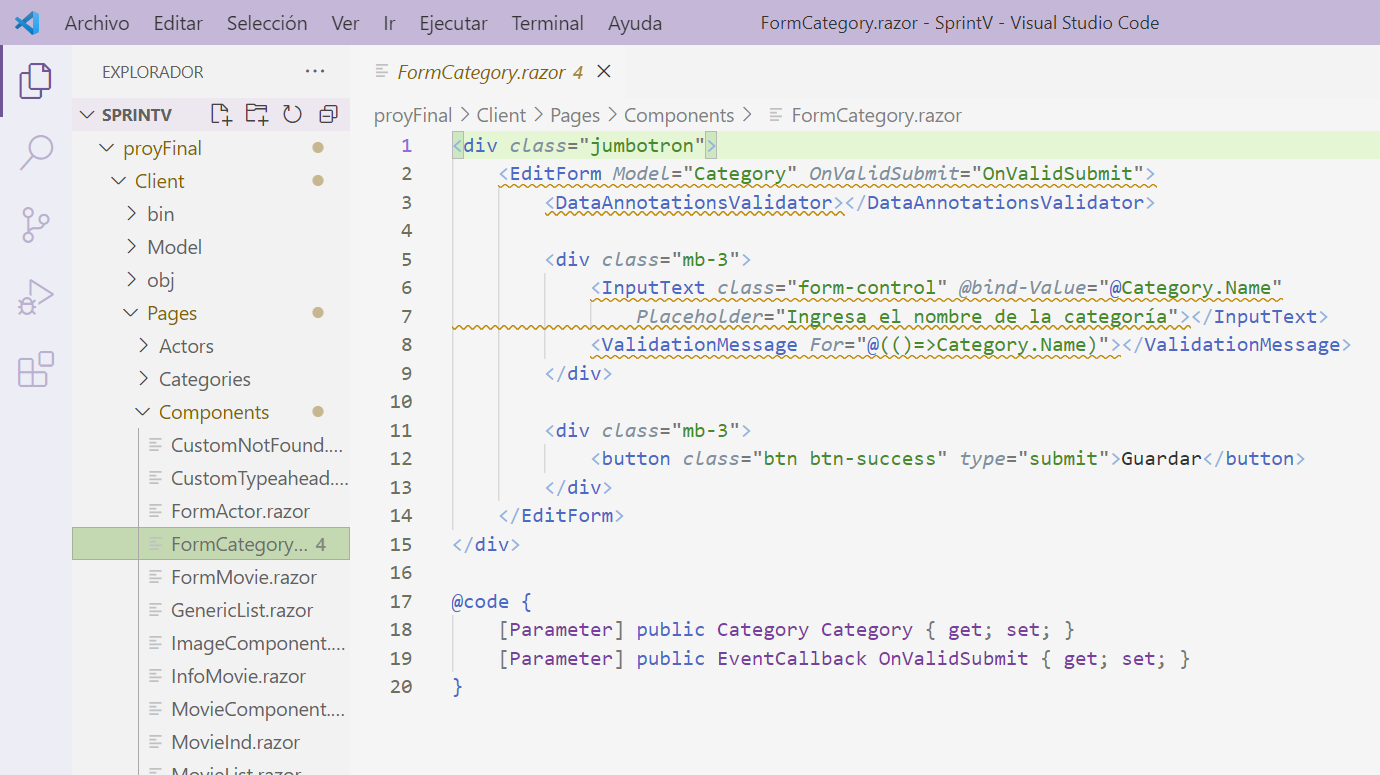 Archivo Editar Selección Ver Ir Ejecutar Terminal Ayuda FormCategory.razor - SprintV - Visual Studio Code
EXPLORADOR ···
SPRINTV
proyFinal
Client
bin
Model
obj
Pages
Actors
Categories
Components
CustomNotFound....
CustomTypeahead....
FormActor.razor
FormCategory... 4
FormMovie.razor
GenericList.razor
ImageComponent....
InfoMovie.razor
MovieComponent....
MovieInd.razor
MovieList.razor
FormCategory.razor 4
proyFinal > Client > Pages > Components > FormCategory.razor
1 <div class="jumbotron">
2 <EditForm Model="Category" OnValidSubmit="OnValidSubmit">
3 <DataAnnotationsValidator></DataAnnotationsValidator>
4
5 <div class="mb-3">
6 <InputText class="form-control" @bind-Value="@Category.Name"
7 Placeholder="Ingresa el nombre de la categoría"></InputText>
8 <ValidationMessage For="@(()=>Category.Name)"></ValidationMessage>
9 </div>
10
11 <div class="mb-3">
12 <button class="btn btn-success" type="submit">Guardar</button>
13 </div>
14 </EditForm>
15 </div>
16
17 @code {
18 [Parameter] public Category Category { get; set; }
19 [Parameter] public EventCallback OnValidSubmit { get; set; }
20 }